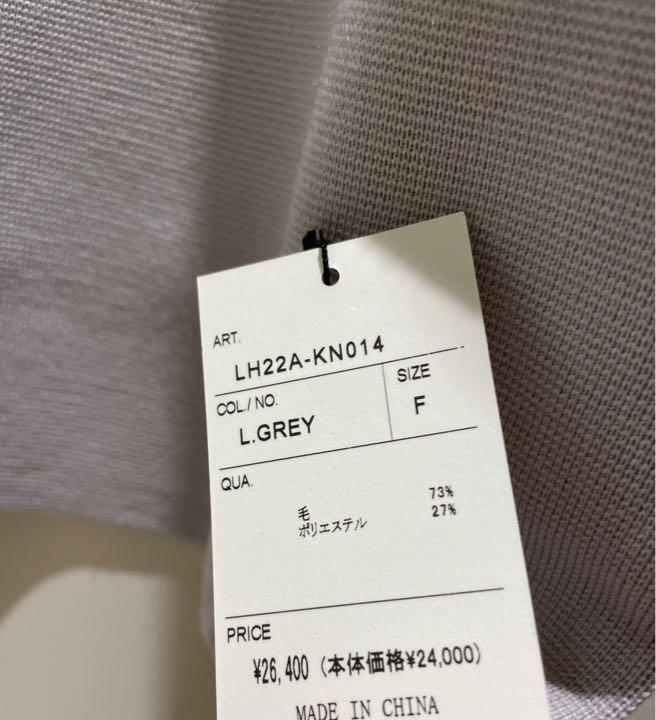 ART.
LH22A-KN014
COL./NO.
SIZE
L.GREY
F
QUA.
毛 73%
ポリエステル 27%
PRICE
¥26,400(本体価格¥24,000)
MADE IN CHINA